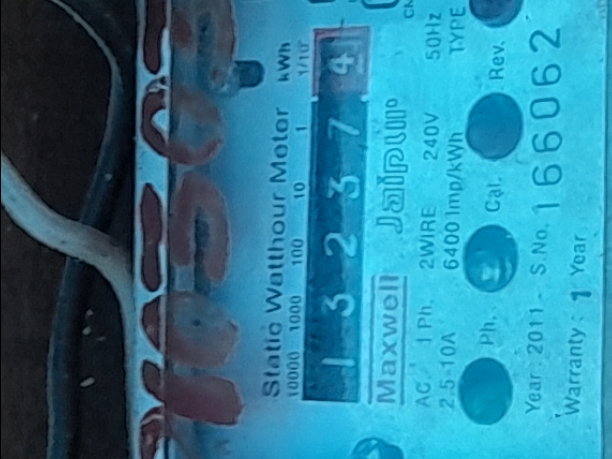 Static Watthour Meter kWh
10000 1000 100 10 1 1/10
1 3 2 3 7 4
Maxwell Jaipur
AC. 1 Ph. 2WIRE 240V 50Hz
2.5-10A 6400 Imp/kWh TYPE
Ph. Cal. Rev.
Year : 2011 - S. No. 166062
Warranty : 1 Year